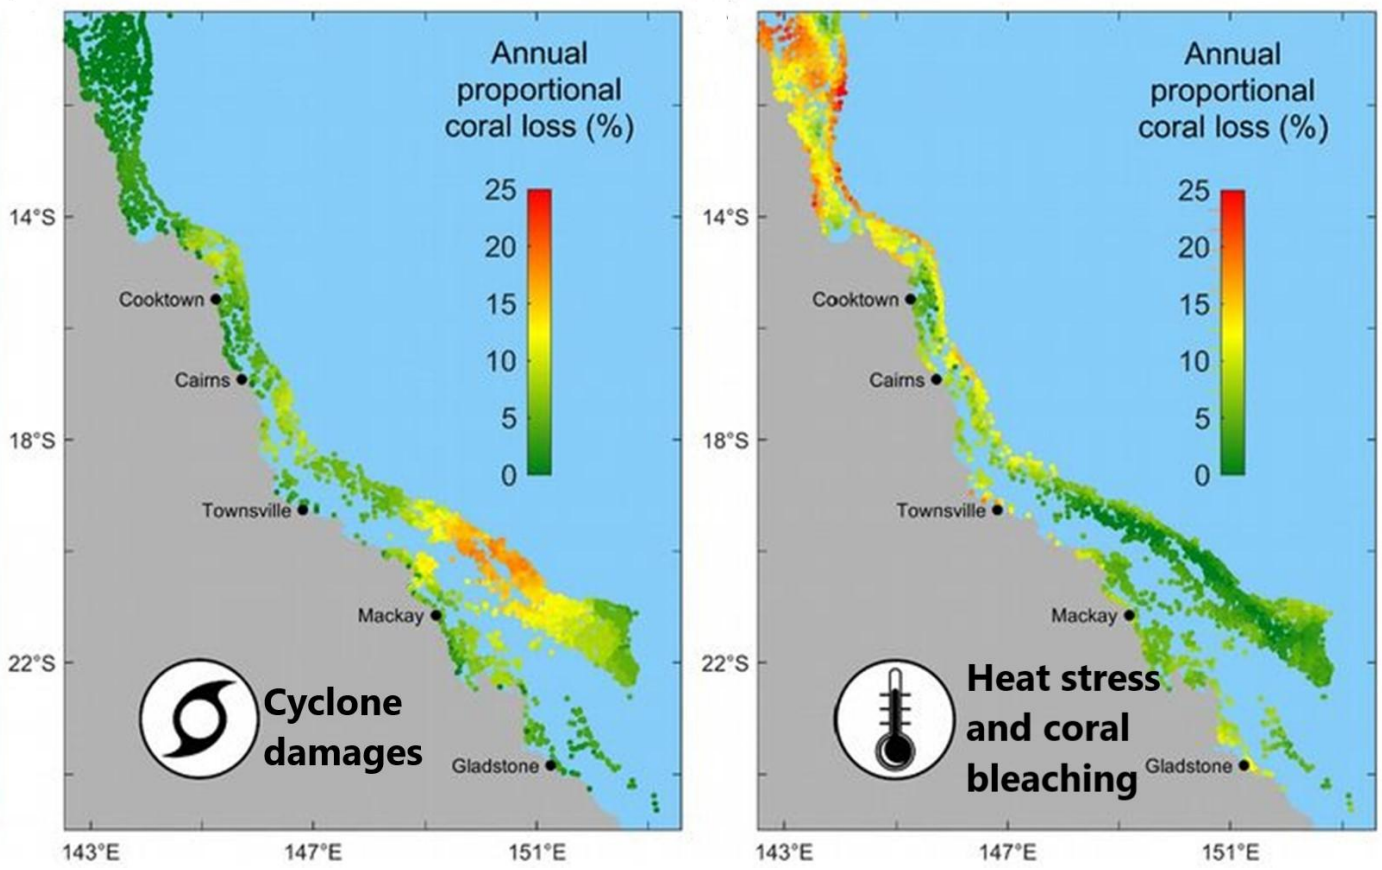 Annual
proportional
coral loss (%)
25
20
15
10
5
0
14°S
18°S
22°S
Cooktown
Cairns
Townsville
Mackay
Gladstone
Cyclone
damages
143°E
147°E
151°E
Annual
proportional
coral loss (%)
25
20
15
10
5
0
14°S
18°S
22°S
Cooktown
Cairns
Townsville
Mackay
Gladstone
Heat stress
and coral
bleaching
143°E
147°E
151°E